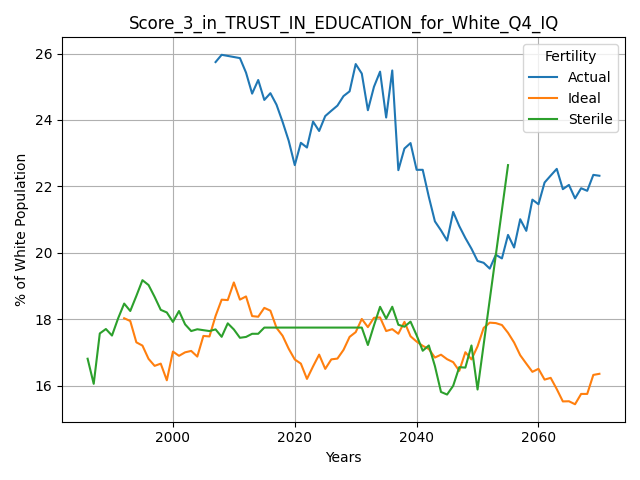 Score_3_in_TRUST_IN_EDUCATION_for_White_Q4_IQ
Fertility
Actual
Ideal
Sterile
% of White Population
26
24
22
20
18
16
2000
2020
2040
2060
Years